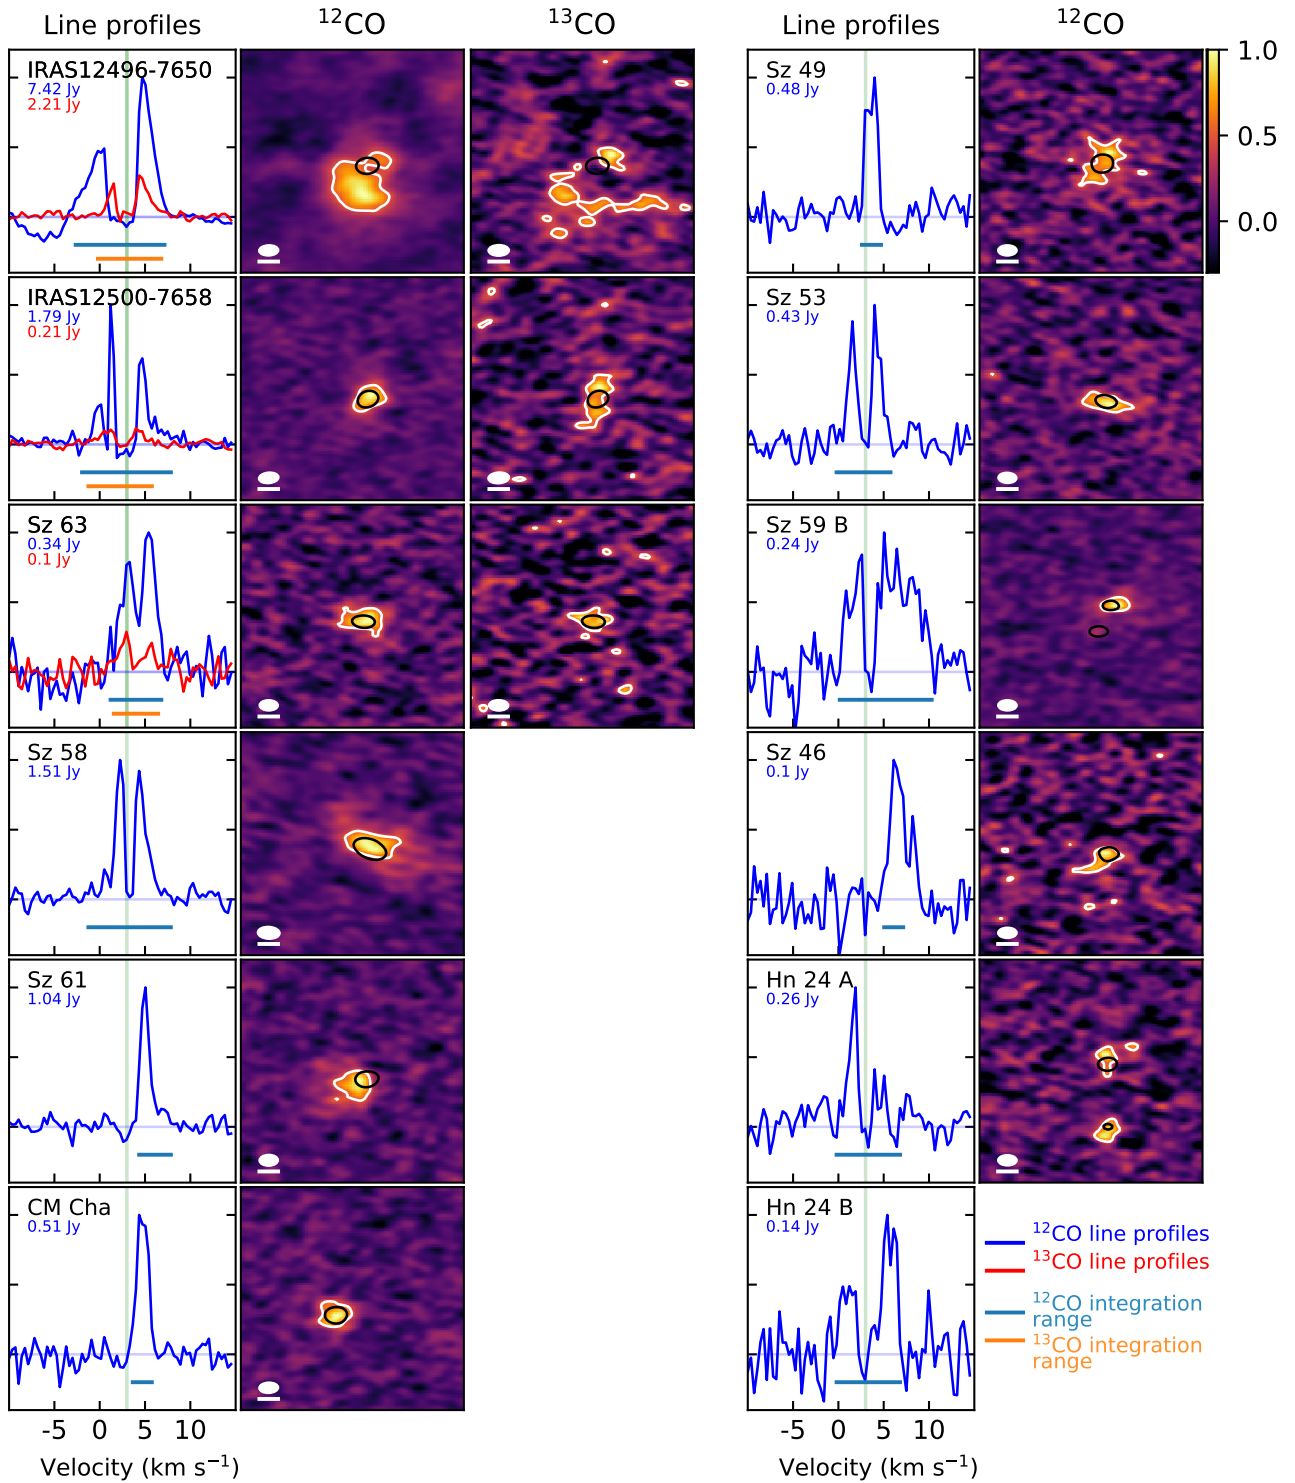 Line profiles
¹²CO
¹³CO
Line profiles
¹²CO
IRAS12496-7650
7.42 Jy
2.21 Jy
Sz 49
0.48 Jy
1.0
0.5
0.0
IRAS12500-7658
1.79 Jy
0.21 Jy
Sz 53
0.43 Jy
Sz 63
0.34 Jy
0.1 Jy
Sz 59 B
0.24 Jy
Sz 58
1.51 Jy
Sz 46
0.1 Jy
Sz 61
1.04 Jy
Hn 24 A
0.26 Jy
CM Cha
0.51 Jy
Hn 24 B
0.14 Jy
¹²CO line profiles
¹³CO line profiles
¹²CO integration
range
¹³CO integration
range
-5 0 5 10
Velocity (km s⁻¹)
-5 0 5 10
Velocity (km s⁻¹)